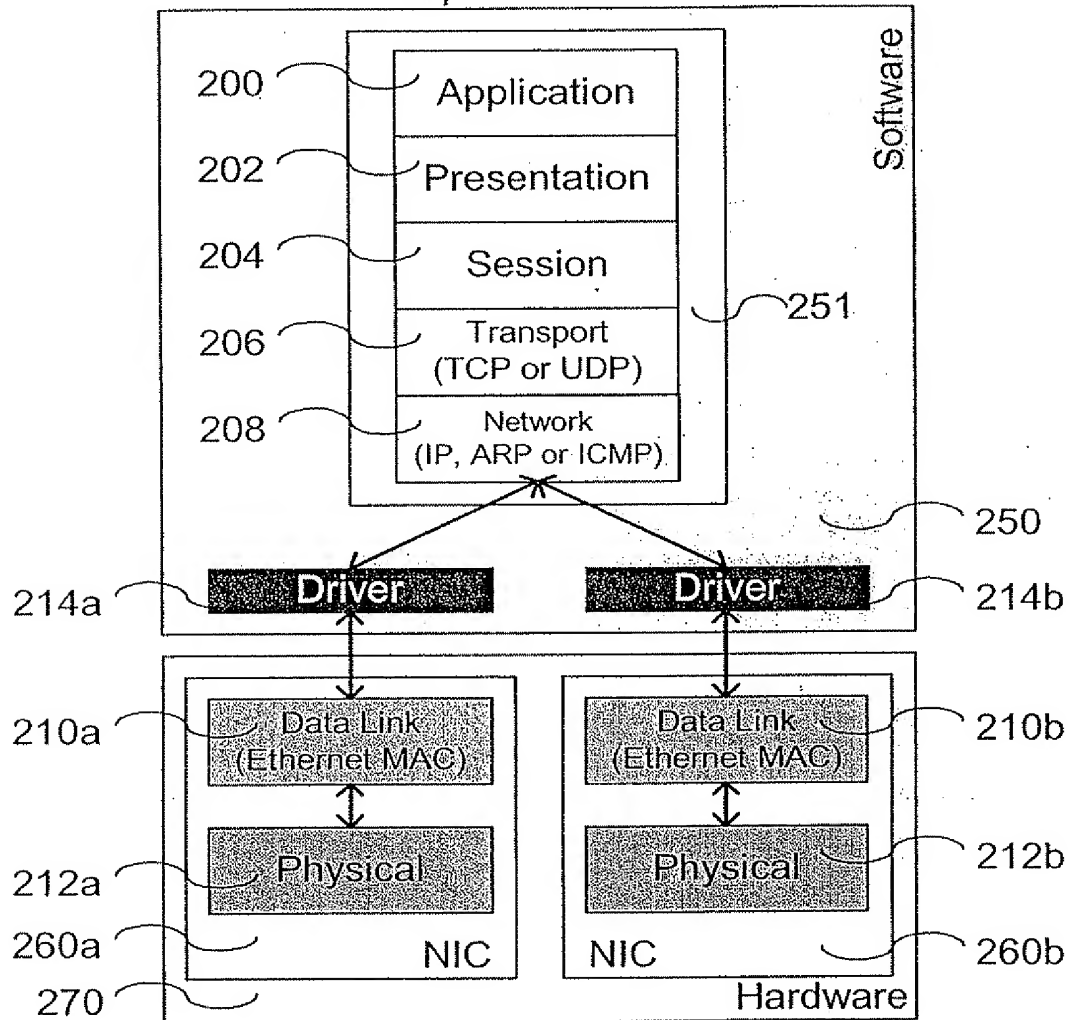 Software
200
Application
202
Presentation
204
Session
251
206
Transport
(TCP or UDP)
208
Network
(IP, ARP or ICMP)
250
214a
Driver
Driver
214b
210a
Data Link
(Ethernet MAC)
Data Link
(Ethernet MAC)
210b
212a
Physical
Physical
212b
260a
NIC
NIC
260b
270
Hardware